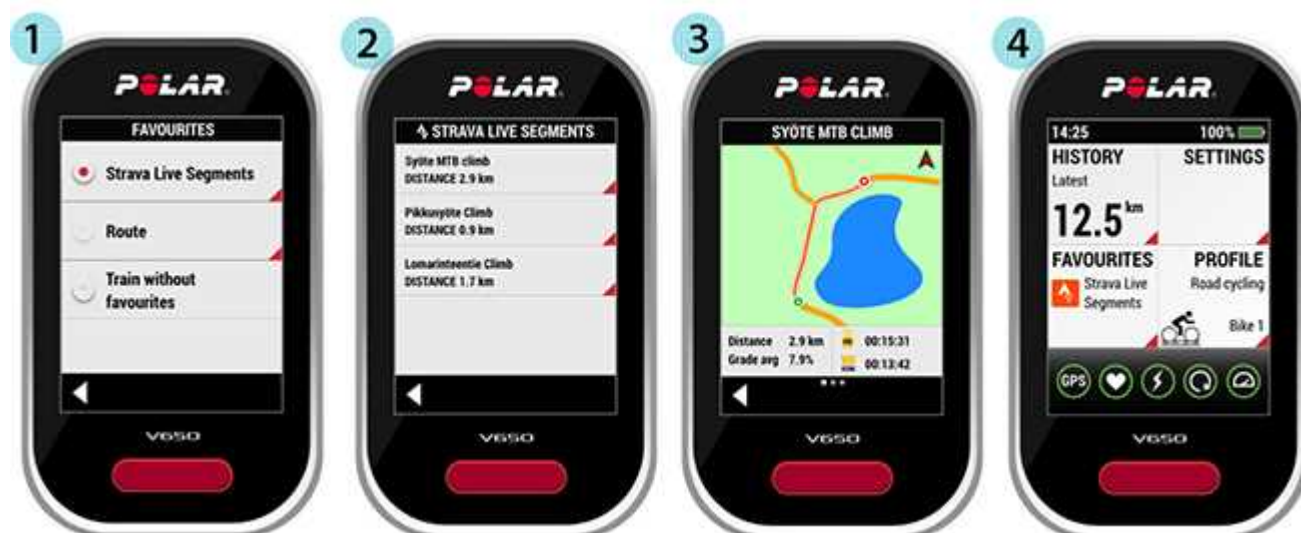 1
POLAR
FAVOURITES
Strava Live Segments
Route
Train without
favourites
V650
2
POLAR
STRAVA LIVE SEGMENTS
Syöte MTB climb
DISTANCE 2.9 km
Pikkusyöte Climb
DISTANCE 0.9 km
Lomarinteentie Climb
DISTANCE 1.7 km
V650
3
POLAR
SYÖTE MTB CLIMB
Distance 2.9 km 00:15:31
Grade avg 7.9% 00:13:42
V650
4
POLAR
14:25 100%
HISTORY SETTINGS
Latest
12.5 km
FAVOURITES PROFILE
Strava Live Road cycling
Segments
Bike 1
GPS
V650